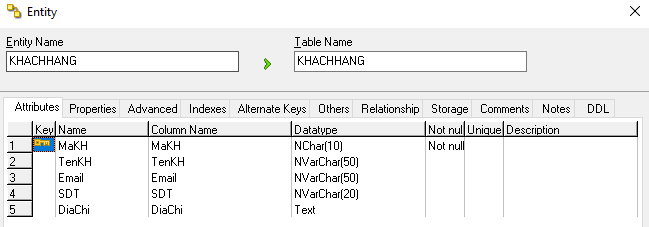 Entity
Entity Name
Table Name
KHACHHANG
KHACHHANG
Attributes Properties Advanced Indexes Alternate Keys Others Relationship Storage Comments Notes DDL
Key Name Column Name Datatype Not nul Unique Description
1 MaKH MaKH NChar(10) Not null
2 TenKH TenKH NVarChar(50)
3 Email Email NVarChar(50)
4 SDT SDT NVarChar(20)
5 DiaChi DiaChi Text